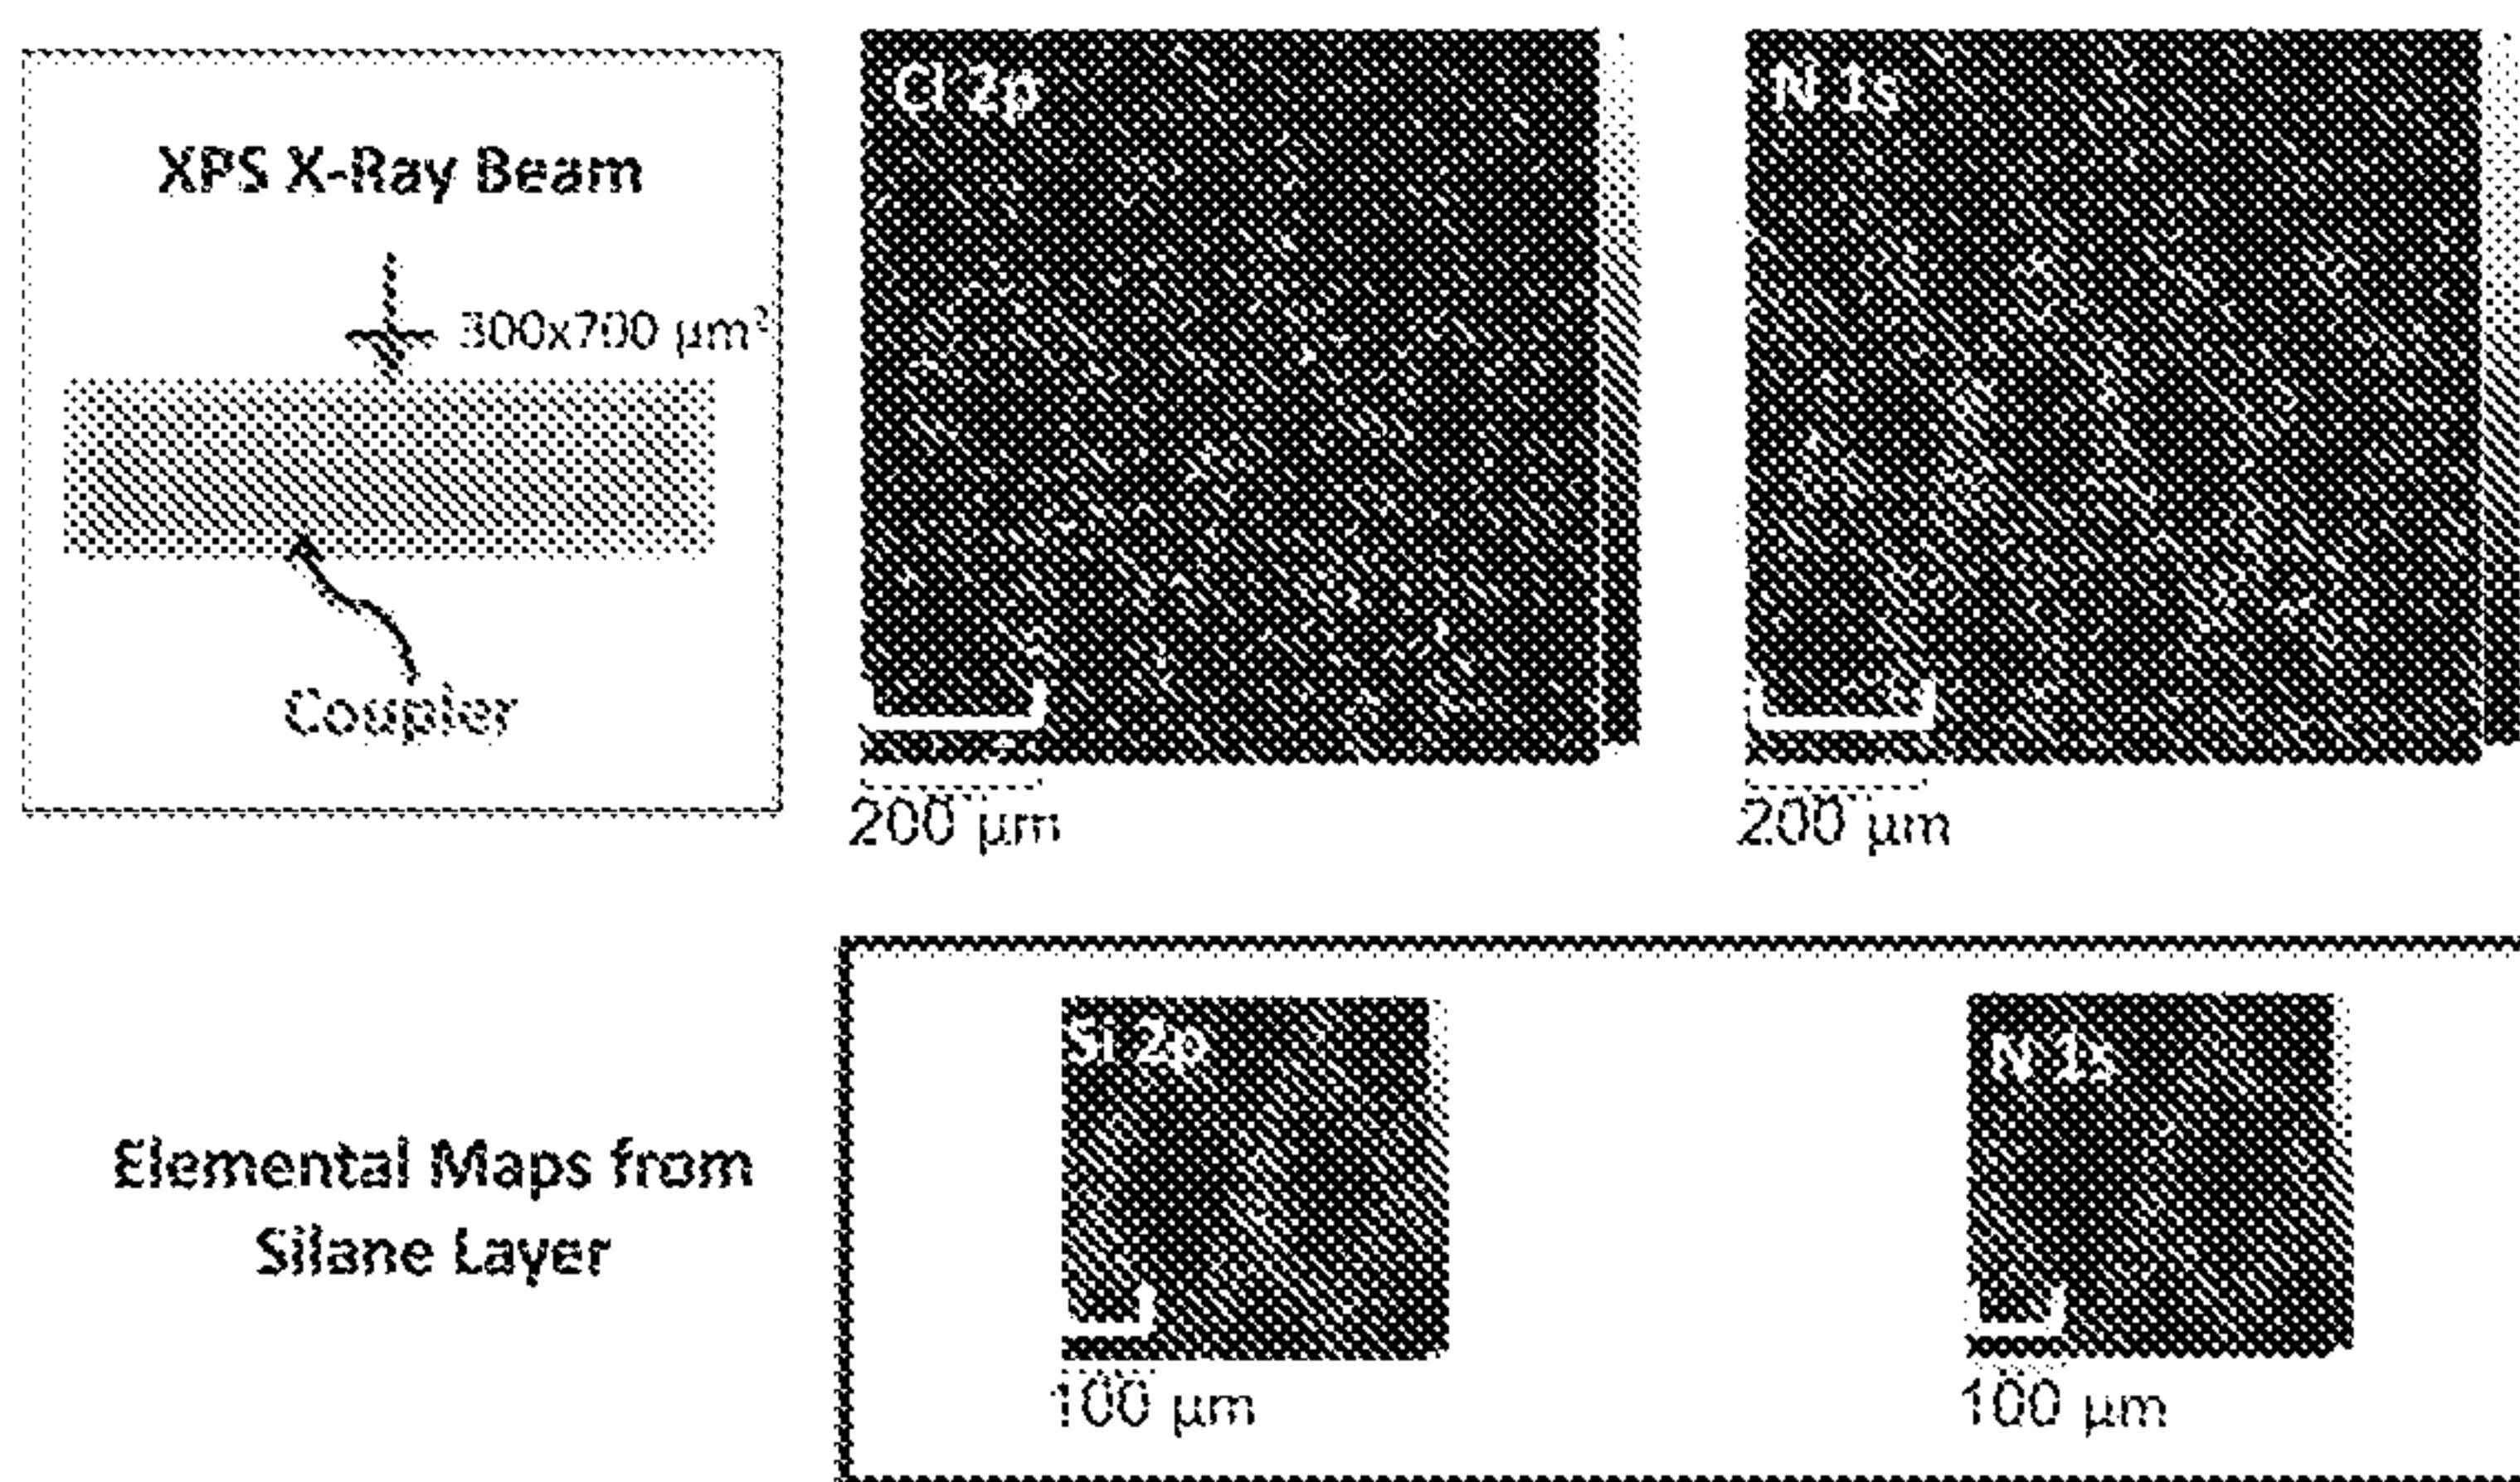 XPS X-Ray Beam
300x700 µm²
Coupler
Cl 2p
200 µm
N 1s
200 µm
Elemental Maps from
Silane Layer
Si 2p
100 µm
N 1s
100 µm